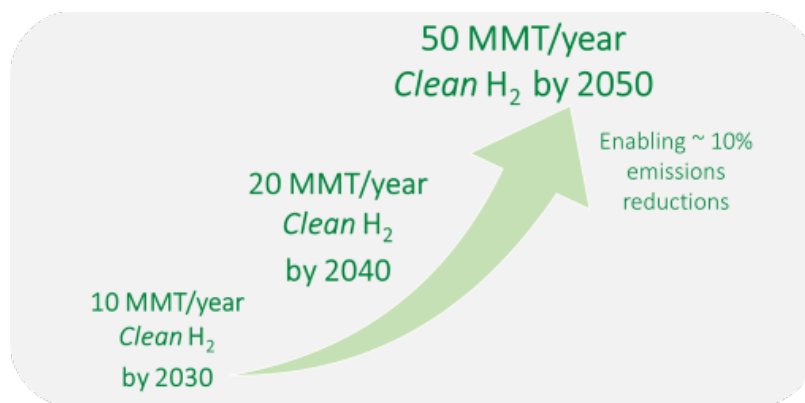 50 MMT/year
Clean H₂ by 2050
Enabling ~ 10%
emissions
reductions
20 MMT/year
Clean H₂
by 2040
10 MMT/year
Clean H₂
by 2030